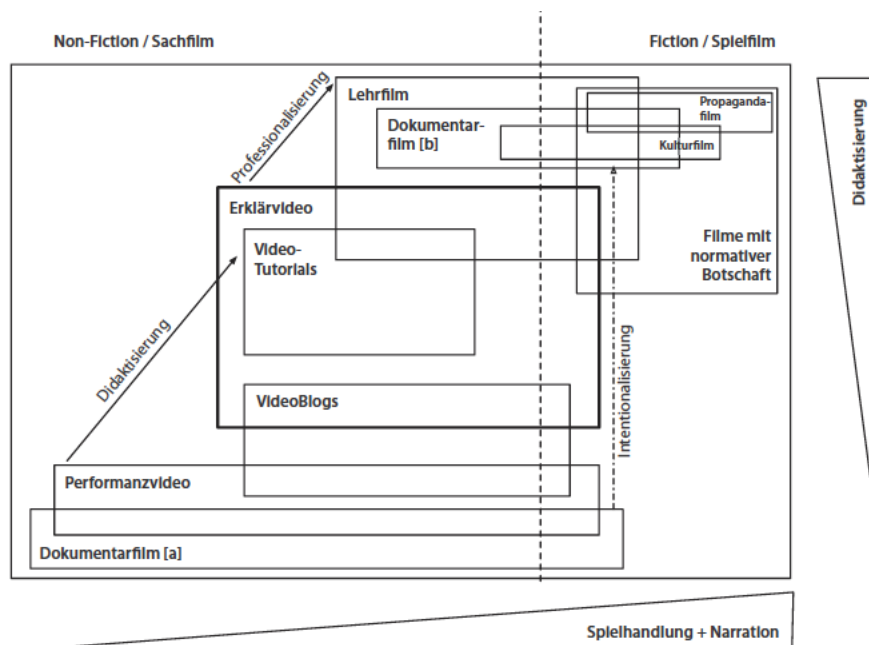 Non-Fiction / Sachfilm
Fiction / Spielfilm
Professionalisierung
Lehrfilm
Propaganda-
film
Dokumentar-
film [b]
Kulturfilm
Didaktisierung
Erklärvideo
Video-
Tutorials
Filme mit
normativer
Botschaft
Didaktisierung
Intentionalisierung
VideoBlogs
Performanzvideo
Dokumentarfilm [a]
Spielhandlung + Narration